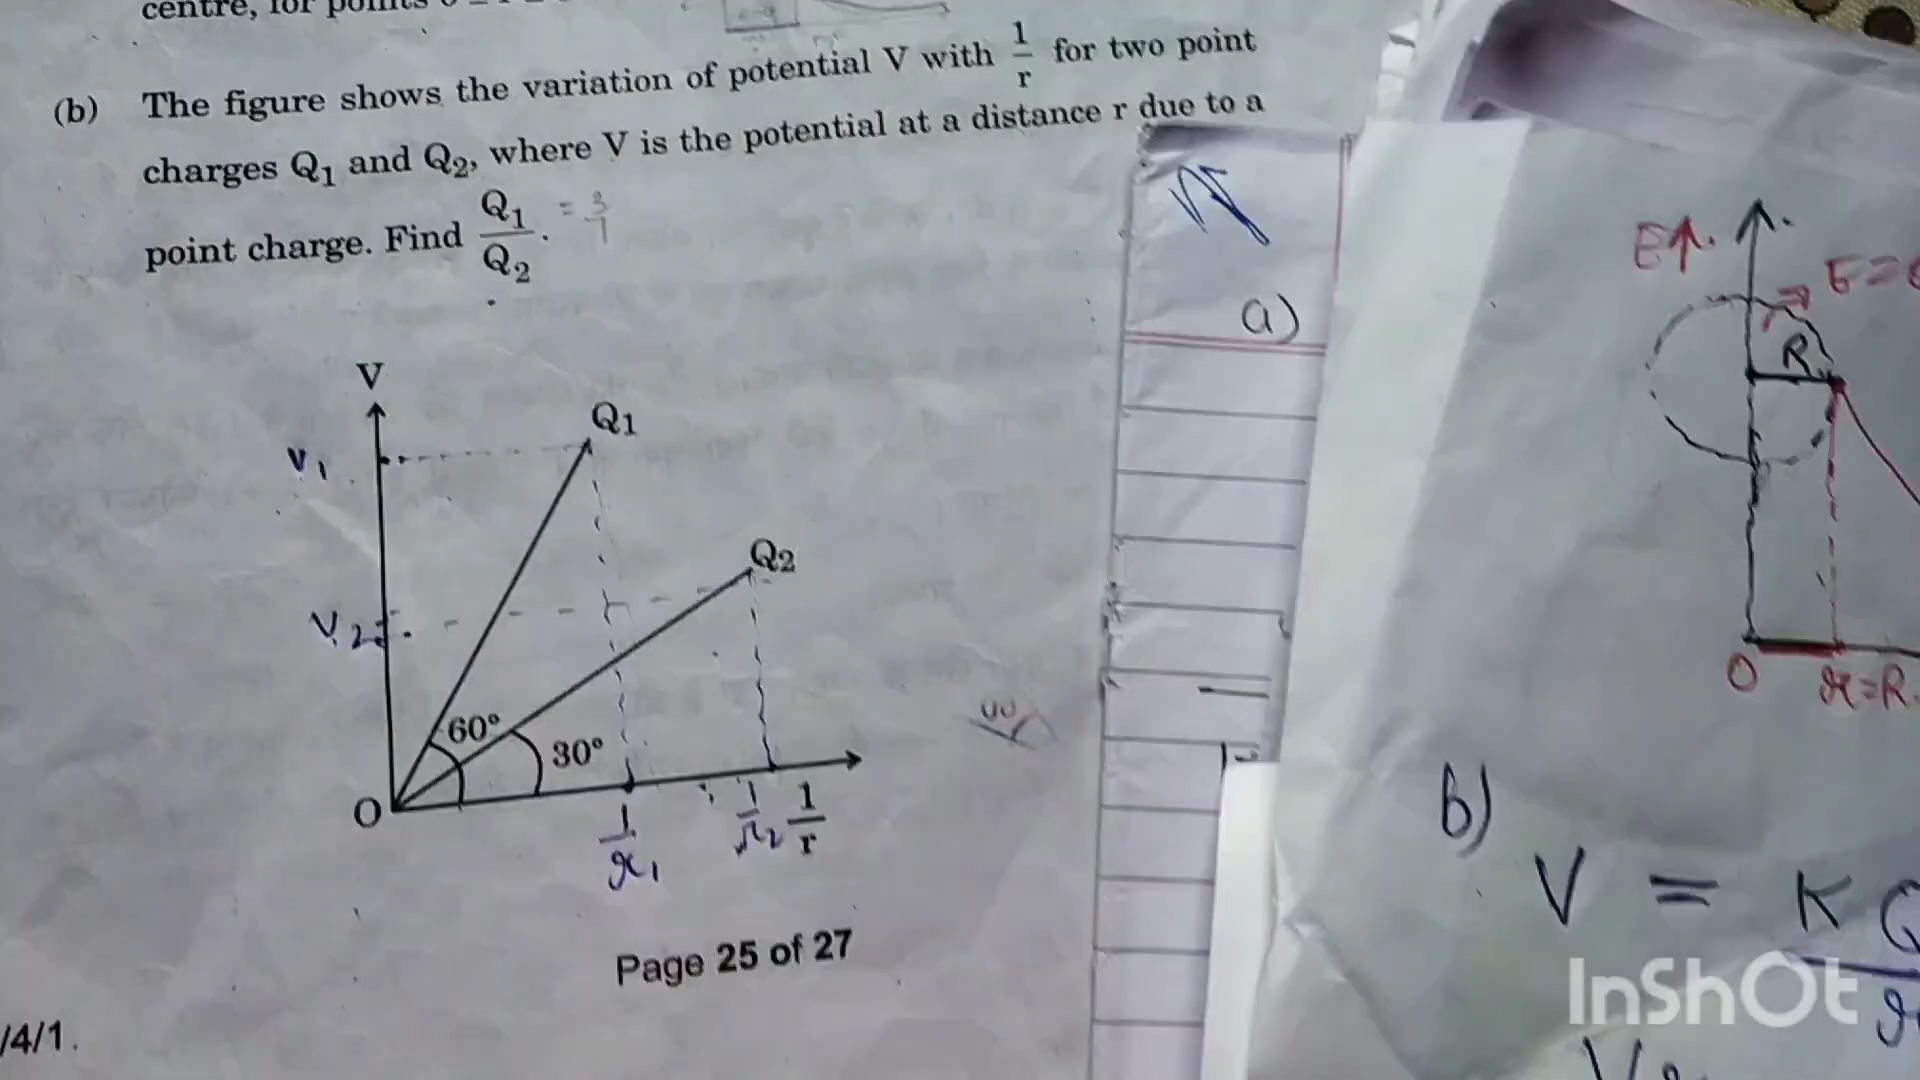 centre, for points
(b) The figure shows the variation of potential V with 1/r for two point
charges Q₁ and Q₂, where V is the potential at a distance r due to a
point charge. Find Q₁/Q₂. = 3/1
V
Q1
V₁
Q2
V₂
60°
30°
O
1/r₁
1/r₂
1/r
Page 25 of 27
/4/1.
a)
E↑.
R
O
r=R
b)
V = K
InShOt